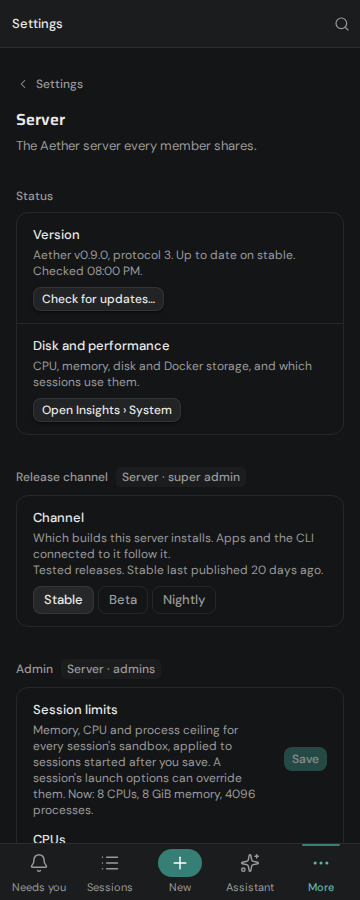 Settings
Settings
Server
The Aether server every member shares.
Status
Version
Aether v0.9.0, protocol 3. Up to date on stable.
Checked 08:00 PM.
Check for updates…
Disk and performance
CPU, memory, disk and Docker storage, and which
sessions use them.
Open Insights › System
Release channel Server · super admin
Channel
Which builds this server installs. Apps and the CLI
connected to it follow it.
Tested releases. Stable last published 20 days ago.
Stable Beta Nightly
Admin Server · admins
Session limits
Memory, CPU and process ceiling for
every session's sandbox, applied to
sessions started after you save. A
session's launch options can override
them. Now: 8 CPUs, 8 GiB memory, 4096
processes.
Save
CPUs
Needs you Sessions New Assistant More